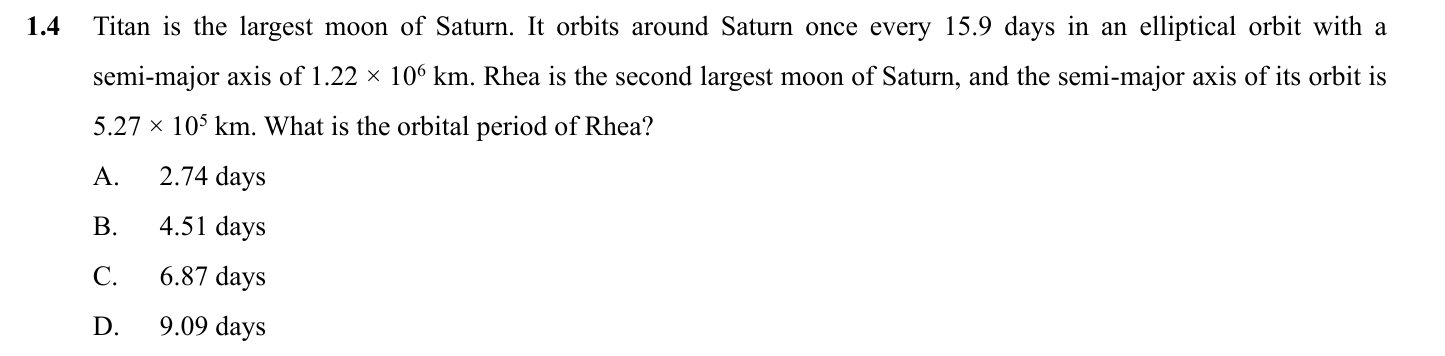 1.4 Titan is the largest moon of Saturn. It orbits around Saturn once every 15.9 days in an elliptical orbit with a
semi-major axis of 1.22 × 10⁶ km. Rhea is the second largest moon of Saturn, and the semi-major axis of its orbit is
5.27 × 10⁵ km. What is the orbital period of Rhea?
A. 2.74 days
B. 4.51 days
C. 6.87 days
D. 9.09 days